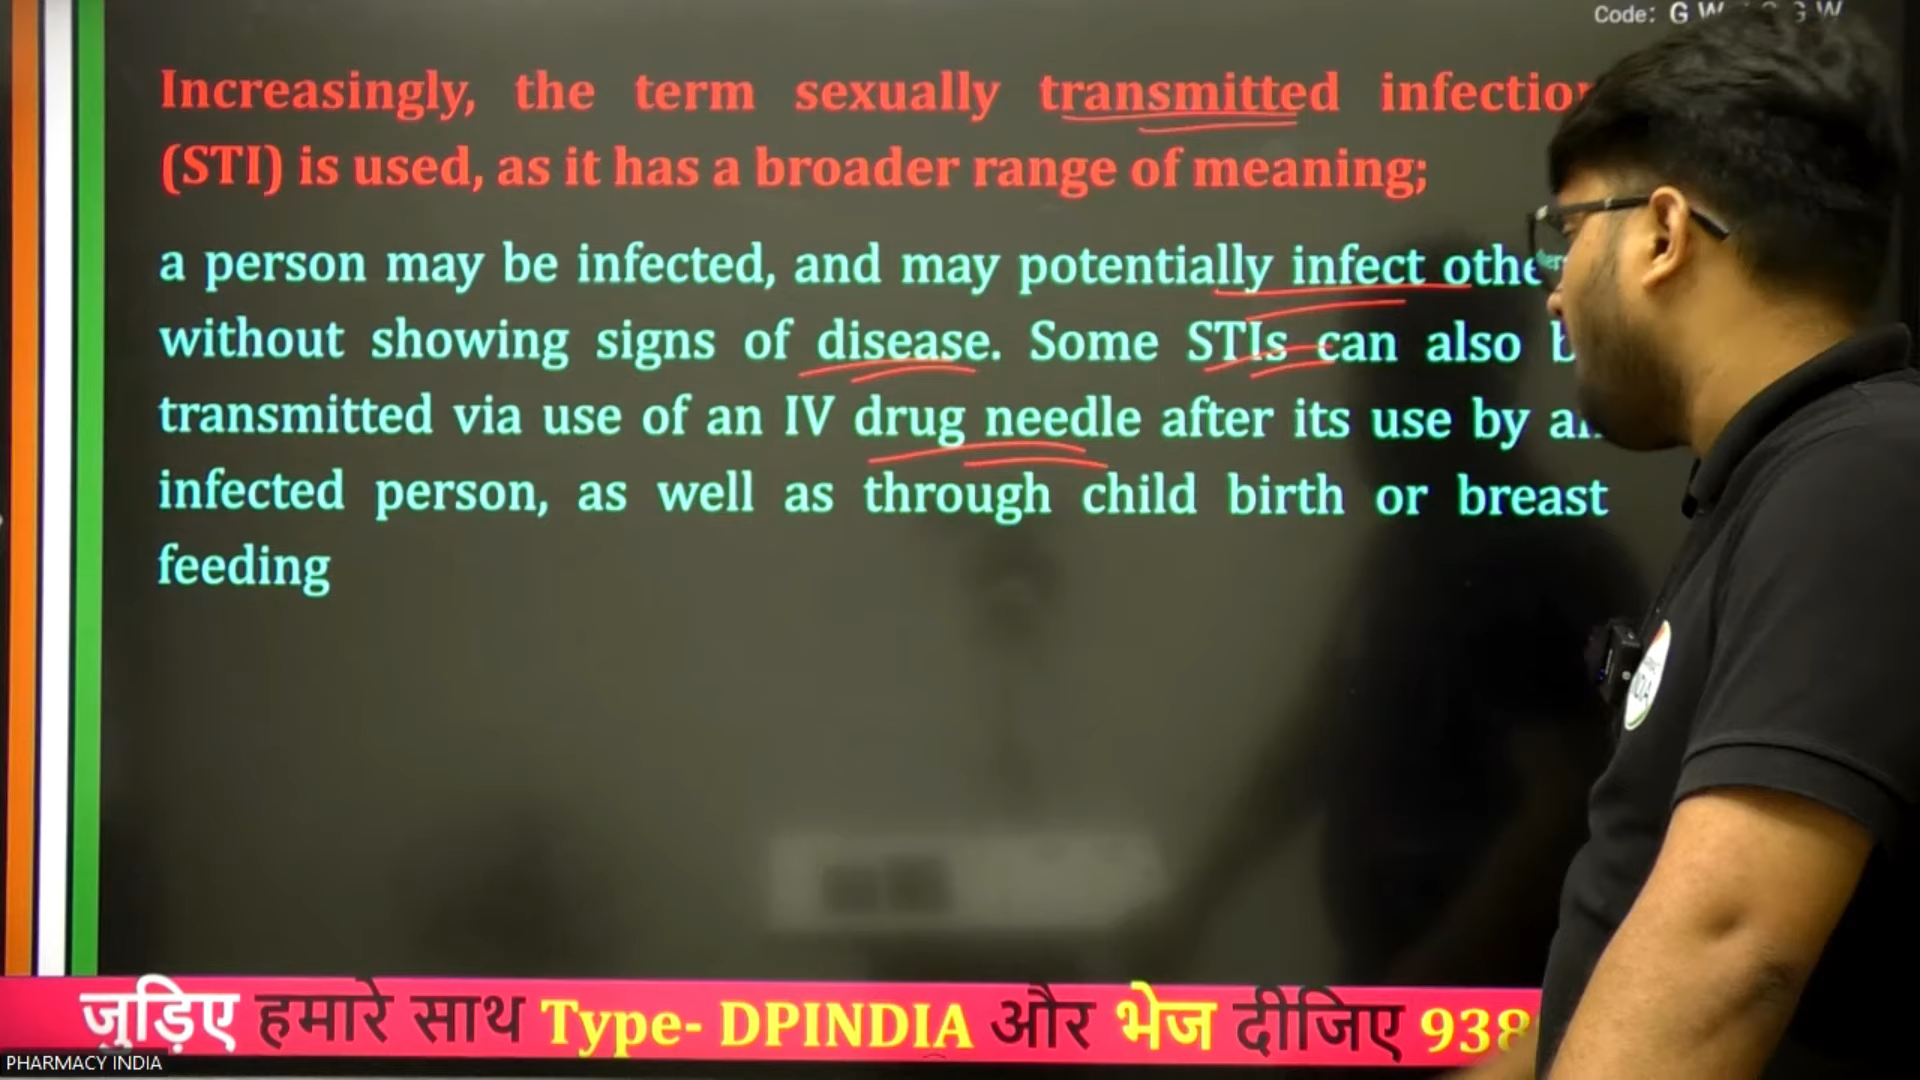 Code: G W
Increasingly, the term sexually transmitted infection
(STI) is used, as it has a broader range of meaning;
a person may be infected, and may potentially infect othe
without showing signs of disease. Some STIs can also b
transmitted via use of an IV drug needle after its use by
infected person, as well as through child birth or breast
feeding
जुड़िए हमारे साथ Type- DPINDIA और भेज दीजिए 938
PHARMACY INDIA